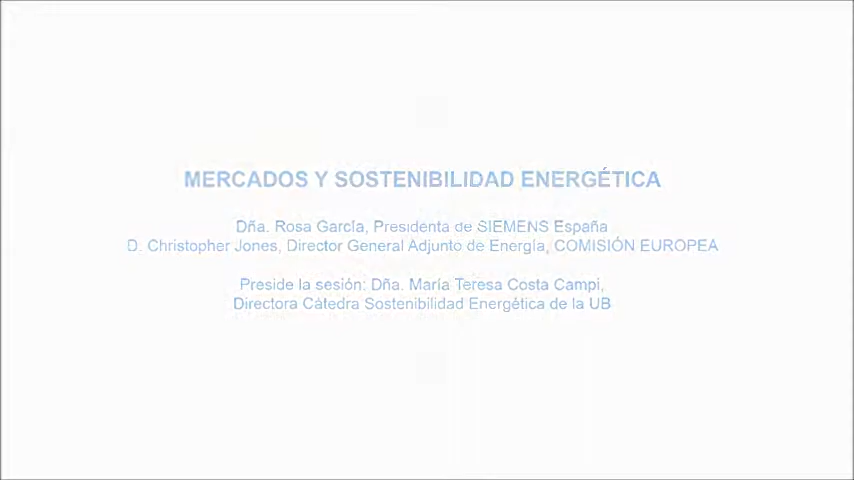 MERCADOS Y SOSTENIBILIDAD ENERGÉTICA
Dña. Rosa García, Presidenta de SIEMENS España
D. Christopher Jones, Director General Adjunto de Energía, COMISIÓN EUROPEA
Preside la sesión: Dña. María Teresa Costa Campi,
Directora Cátedra Sostenibilidad Energética de la UB